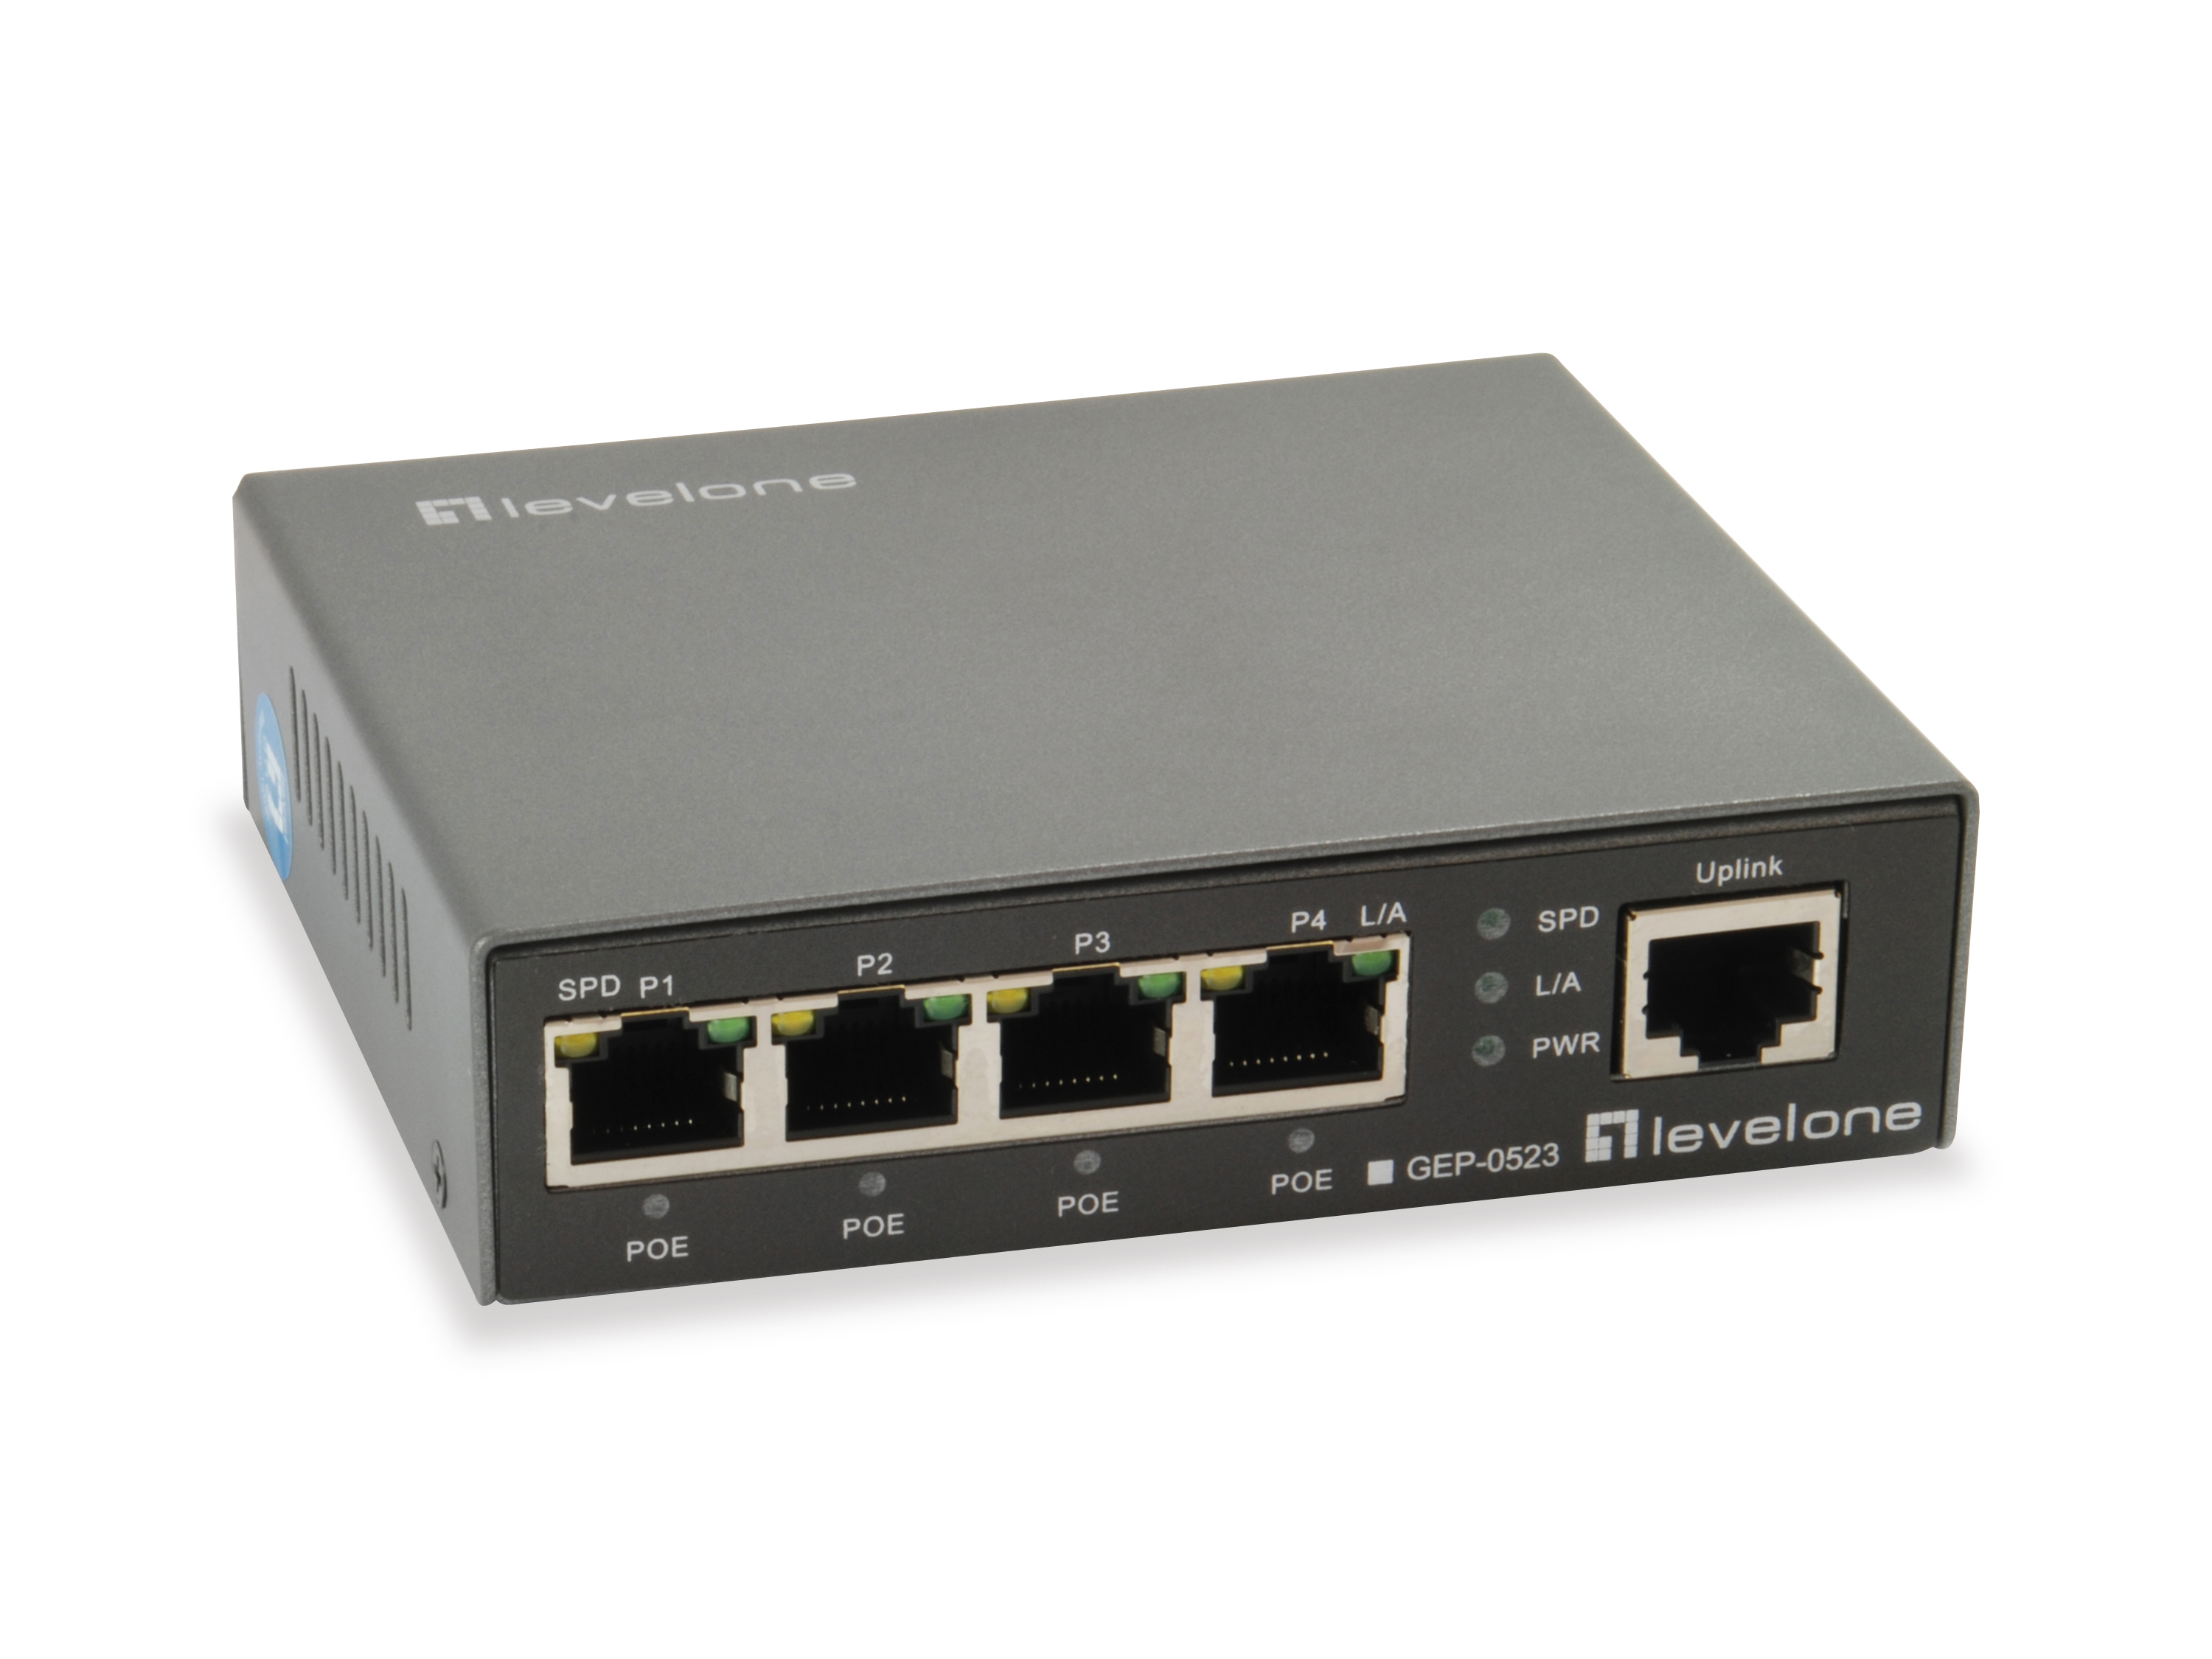 levelone
Uplink
SPD P1 P2 P3 P4 L/A
SPD
L/A
PWR
POE POE POE POE
GEP-0523
levelone